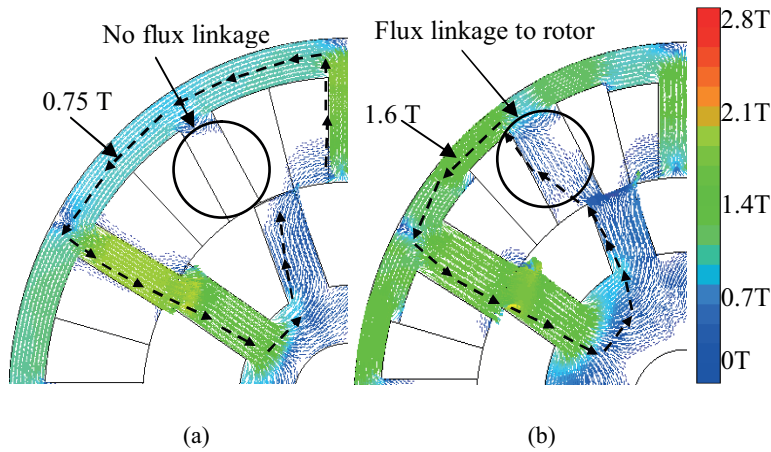 No flux linkage
0.75 T
Flux linkage to rotor
1.6 T
2.8T
2.1T
1.4T
0.7T
0T
(a)
(b)